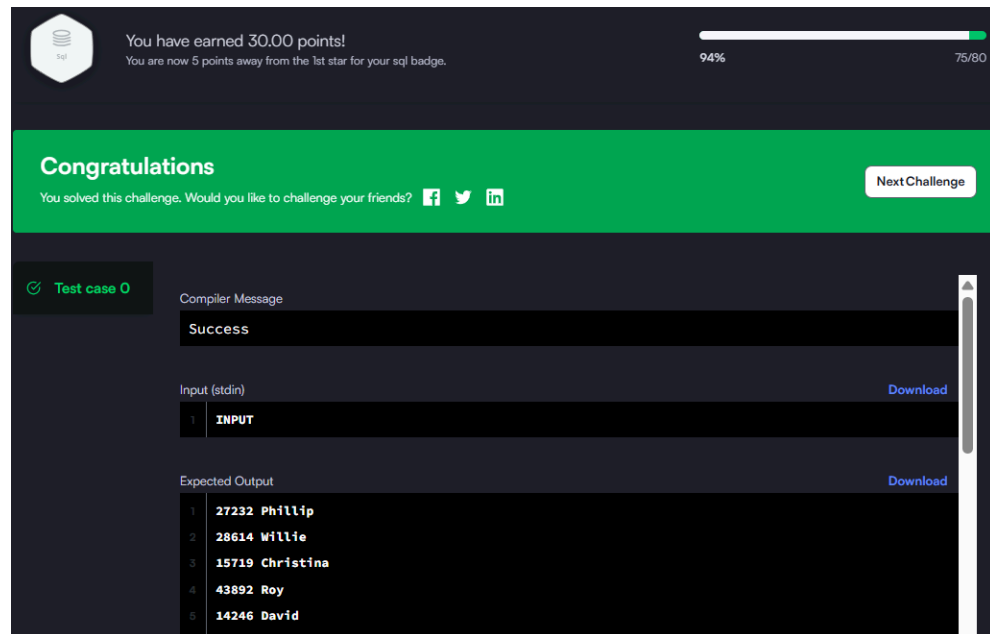 Sql
You have earned 30.00 points!
You are now 5 points away from the 1st star for your sql badge.
94%
75/80
Congratulations
You solved this challenge. Would you like to challenge your friends?
Next Challenge
Test case 0
Compiler Message
Success
Input (stdin)
Download
1 INPUT
Expected Output
Download
1 27232 Phillip
2 28614 Willie
3 15719 Christina
4 43892 Roy
5 14246 David